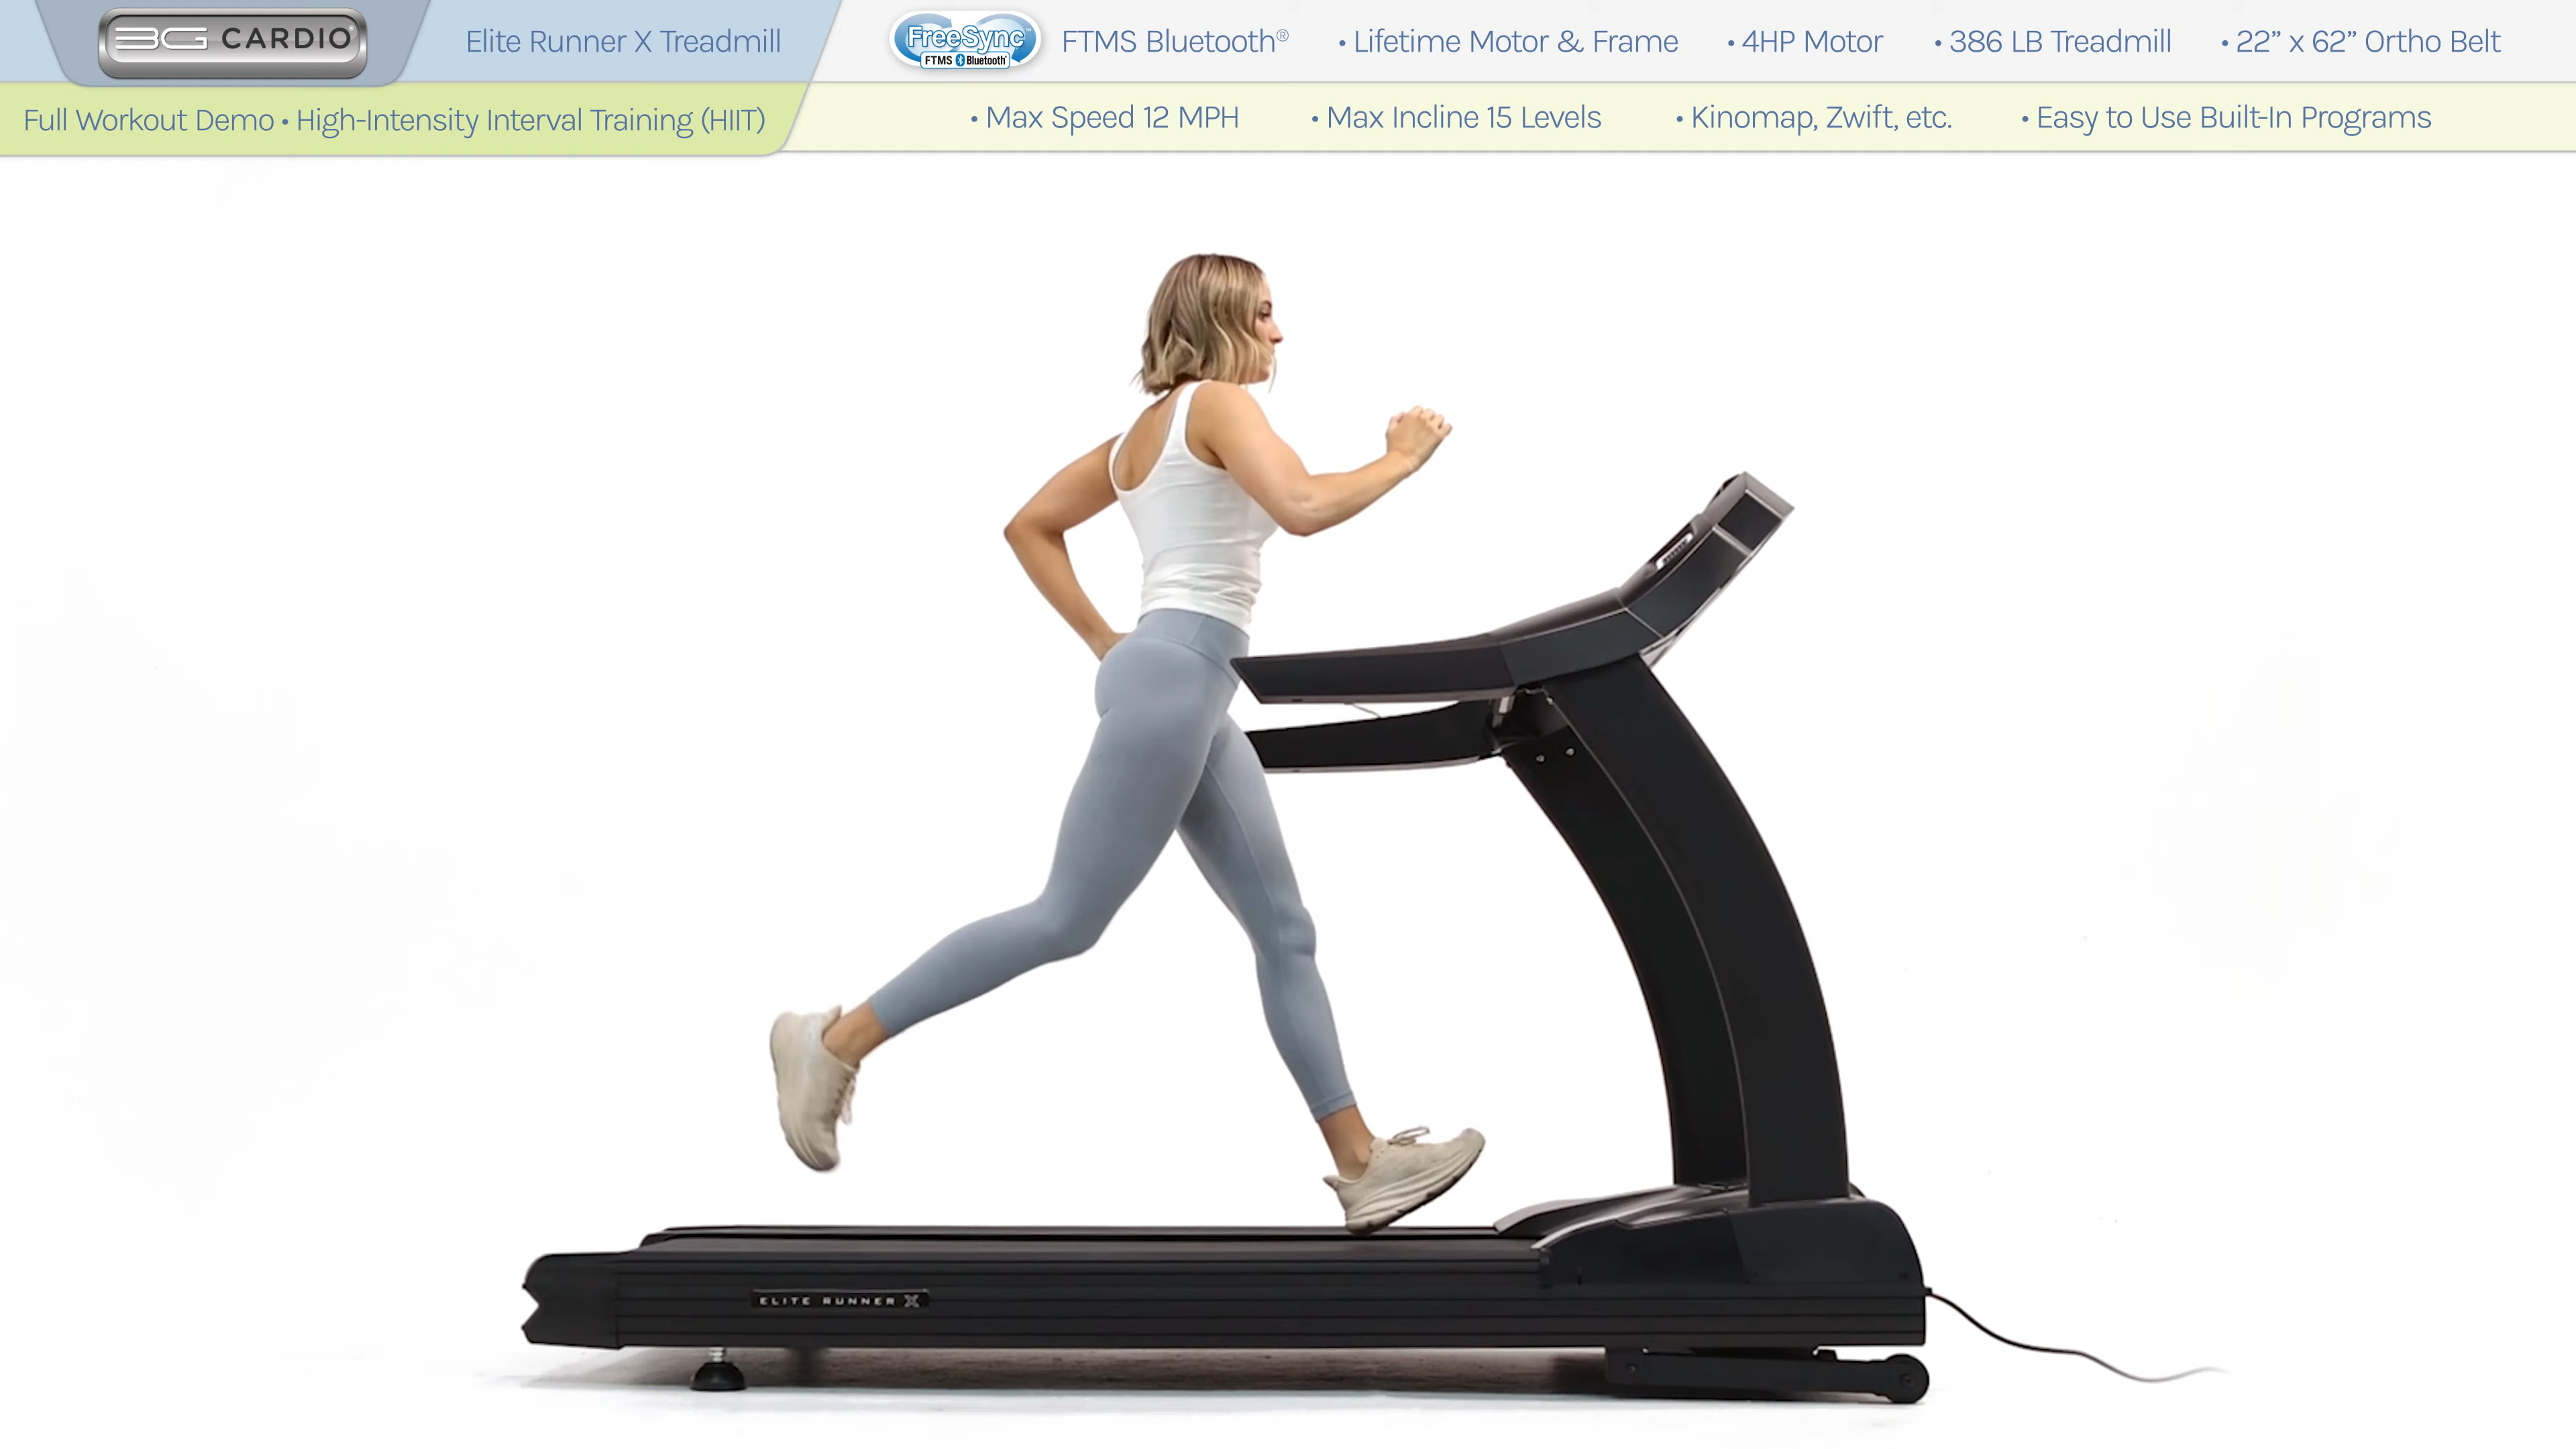 3G CARDIO
Elite Runner X Treadmill
FreeSync™
FTMS Bluetooth®
FTMS Bluetooth® • Lifetime Motor & Frame • 4HP Motor • 386 LB Treadmill • 22” x 62” Ortho Belt
Full Workout Demo • High-Intensity Interval Training (HIIT)
• Max Speed 12 MPH • Max Incline 15 Levels • Kinomap, Zwift, etc. • Easy to Use Built-In Programs
ELITE RUNNER X